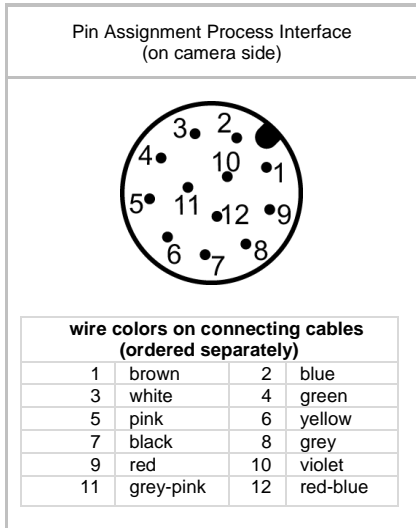 Pin Assignment Process Interface
(on camera side)
3 2
4 10 1
5 11 12 9
6 7 8
wire colors on connecting cables
(ordered separately)
1 brown 2 blue
3 white 4 green
5 pink 6 yellow
7 black 8 grey
9 red 10 violet
11 grey-pink 12 red-blue